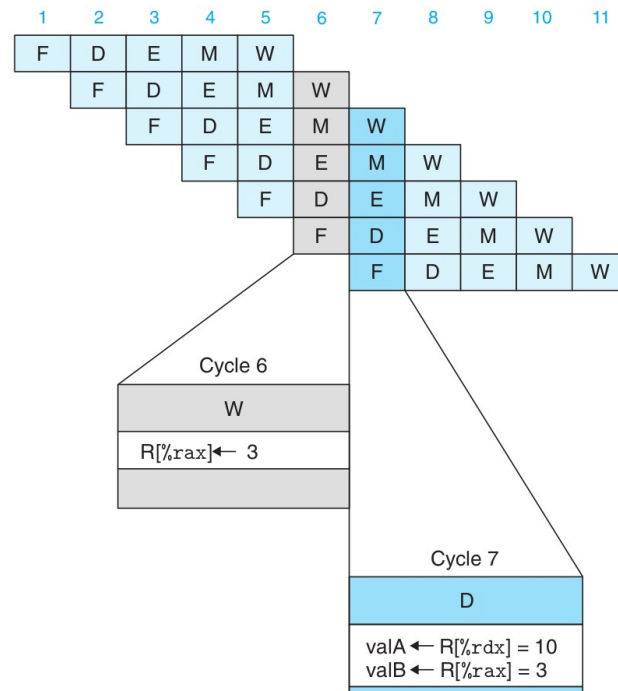 1 2 3 4 5 6 7 8 9 10 11
F D E M W
F D E M W
F D E M W
F D E M W
F D E M W
F D E M W
F D E M W
Cycle 6
W
R[%rax]← 3
Cycle 7
D
valA ← R[%rdx] = 10
valB ← R[%rax] = 3